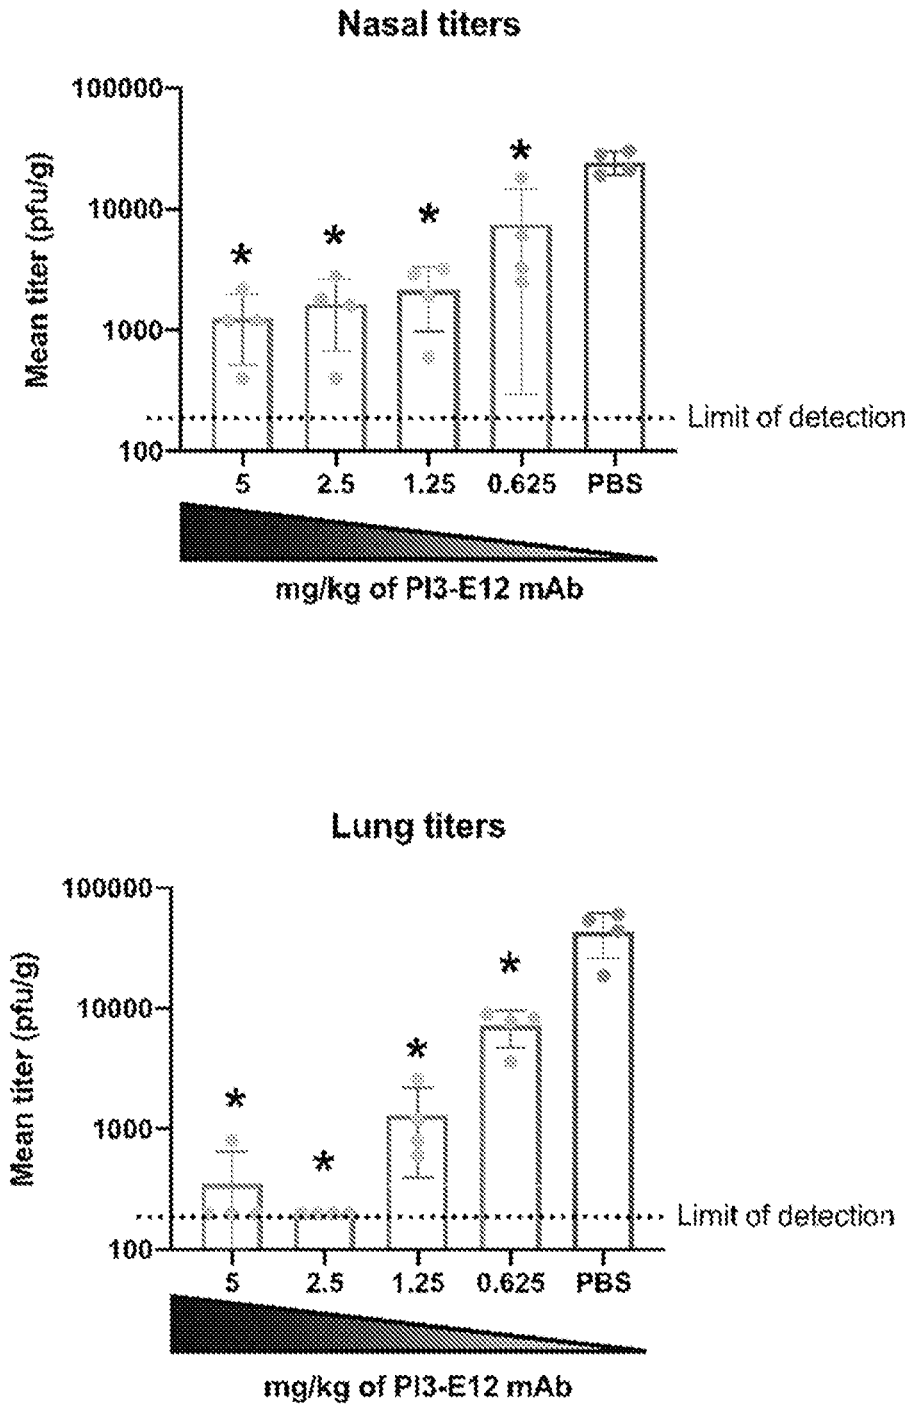 Nasal titers
Mean titer (pfu/g)
100000
10000
1000
100
* * * *
Limit of detection
5 2.5 1.25 0.625 PBS
mg/kg of PI3-E12 mAb
Lung titers
Mean titer (pfu/g)
100000
10000
1000
100
* * * *
Limit of detection
5 2.5 1.25 0.625 PBS
mg/kg of PI3-E12 mAb